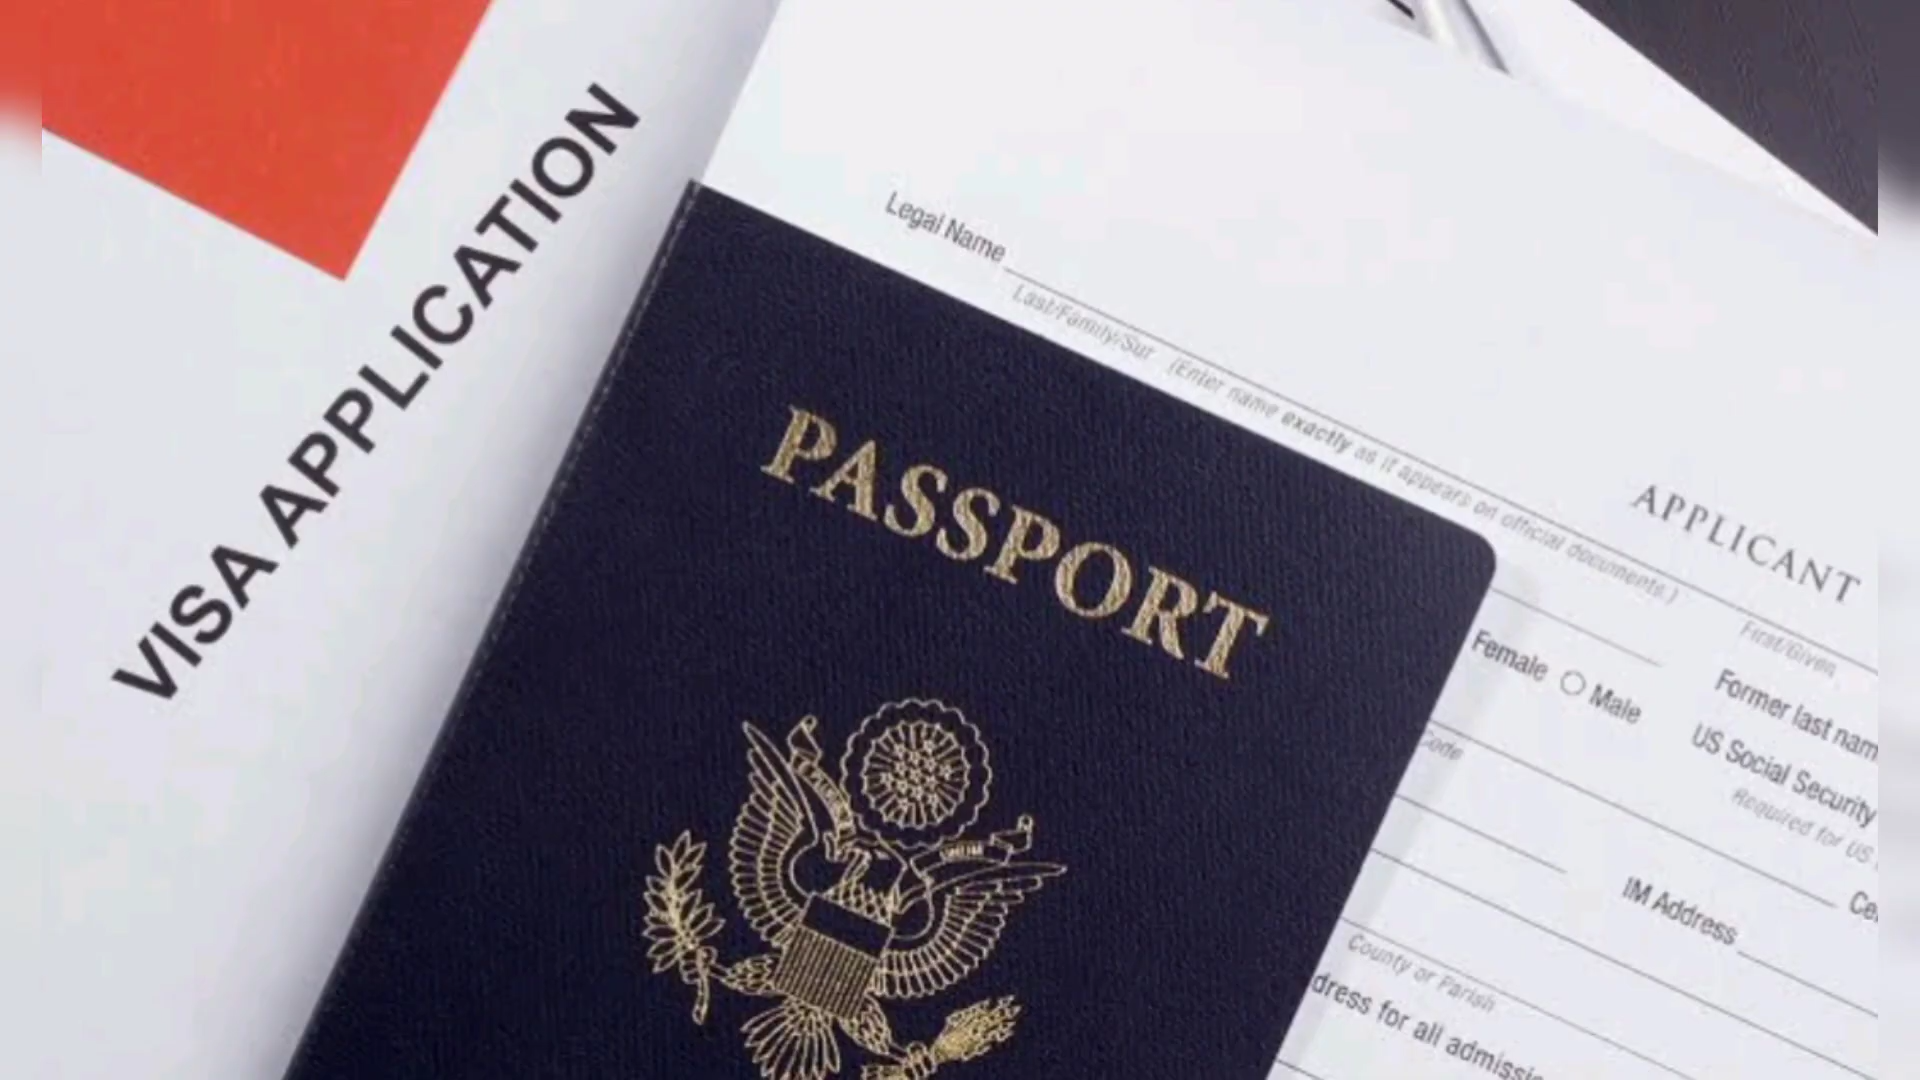 VISA APPLICATION
Legal Name
Last/Family/Sur (Enter name exactly as it appears on official documents.)
First/Given
APPLICANT
PASSPORT
Female Male
Former last nam
Code
US Social Security
Required for US
IM Address
Ce
County or Parish
dress for all admissio